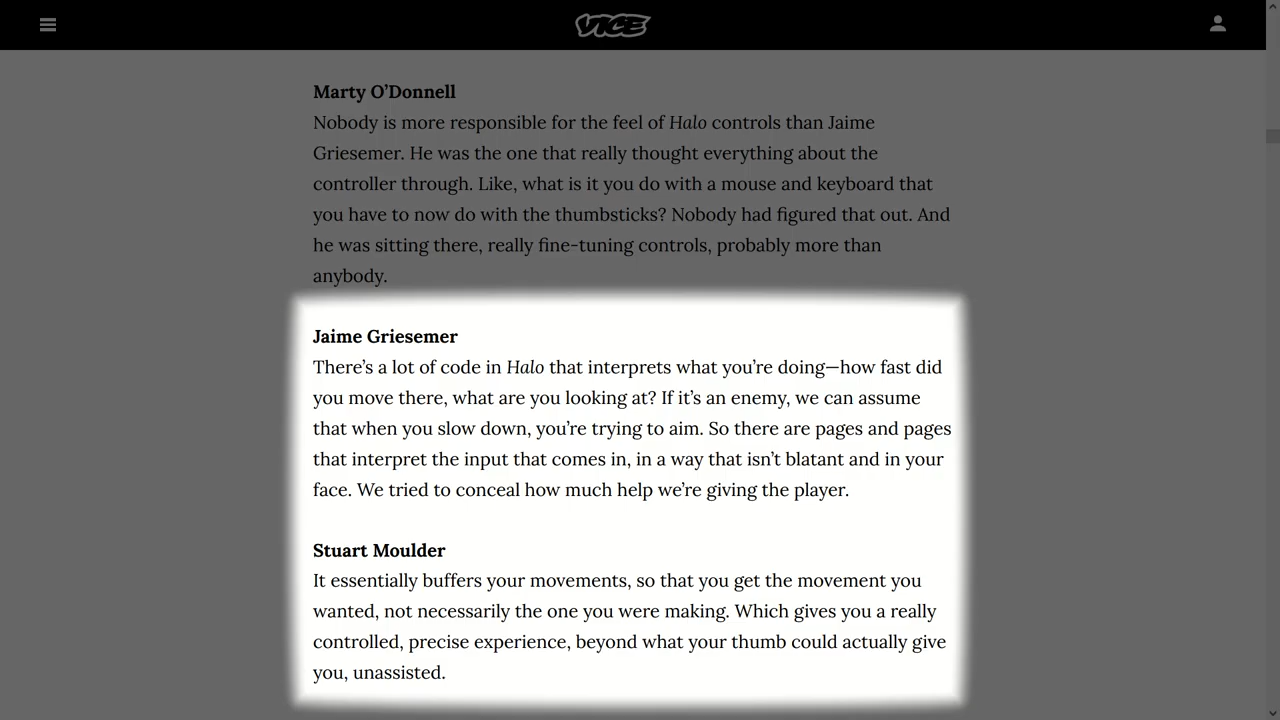 VICE
Marty O’Donnell
Nobody is more responsible for the feel of Halo controls than Jaime
Griesemer. He was the one that really thought everything about the
controller through. Like, what is it you do with a mouse and keyboard that
you have to now do with the thumbsticks? Nobody had figured that out. And
he was sitting there, really fine-tuning controls, probably more than
anybody.
Jaime Griesemer
There’s a lot of code in Halo that interprets what you’re doing—how fast did
you move there, what are you looking at? If it’s an enemy, we can assume
that when you slow down, you’re trying to aim. So there are pages and pages
that interpret the input that comes in, in a way that isn’t blatant and in your
face. We tried to conceal how much help we’re giving the player.
Stuart Moulder
It essentially buffers your movements, so that you get the movement you
wanted, not necessarily the one you were making. Which gives you a really
controlled, precise experience, beyond what your thumb could actually give
you, unassisted.